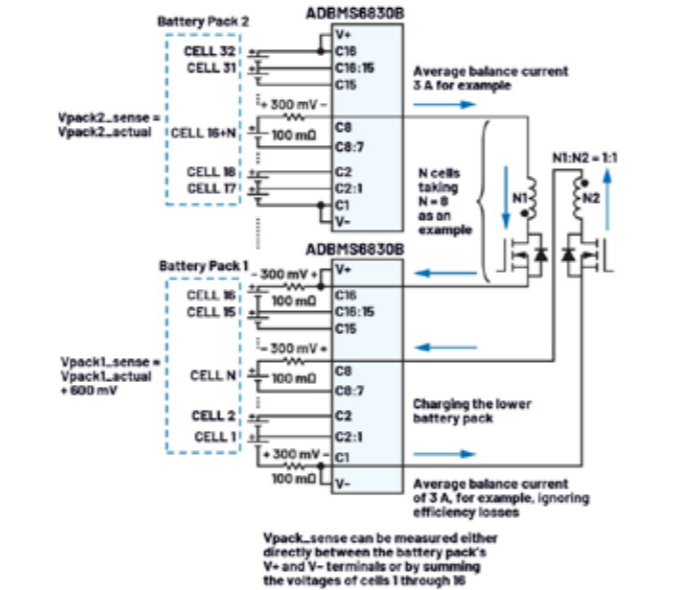 ADBMS6830B
Battery Pack 2
V+
CELL 32
C16
CELL 31
C16:15
C15
Average balance current
3 A for example
+ 300 mV -
Vpack2_sense =
Vpack2_actual
CELL 16+N
100 mΩ
C8
C8:7
N1:N2 = 1:1
CELL 18
C2
CELL 17
C2:1
C1
V-
N cells
taking
N = 8
as an
example
N1
N2
ADBMS6830B
Battery Pack 1
- 300 mV +
V+
CELL 16
100 mΩ
C16
CELL 15
C16:15
C15
- 300 mV +
Vpack1_sense =
Vpack1_actual
+ 600 mV
CELL N
100 mΩ
C8
C8:7
Charging the lower
battery pack
CELL 2
C2
CELL 1
C2:1
+ 300 mV -
C1
100 mΩ
V-
Average balance current
of 3 A, for example, ignoring
efficiency losses
Vpack_sense can be measured either
directly between the battery pack's
V+ and V- terminals or by summing
the voltages of cells 1 through 16